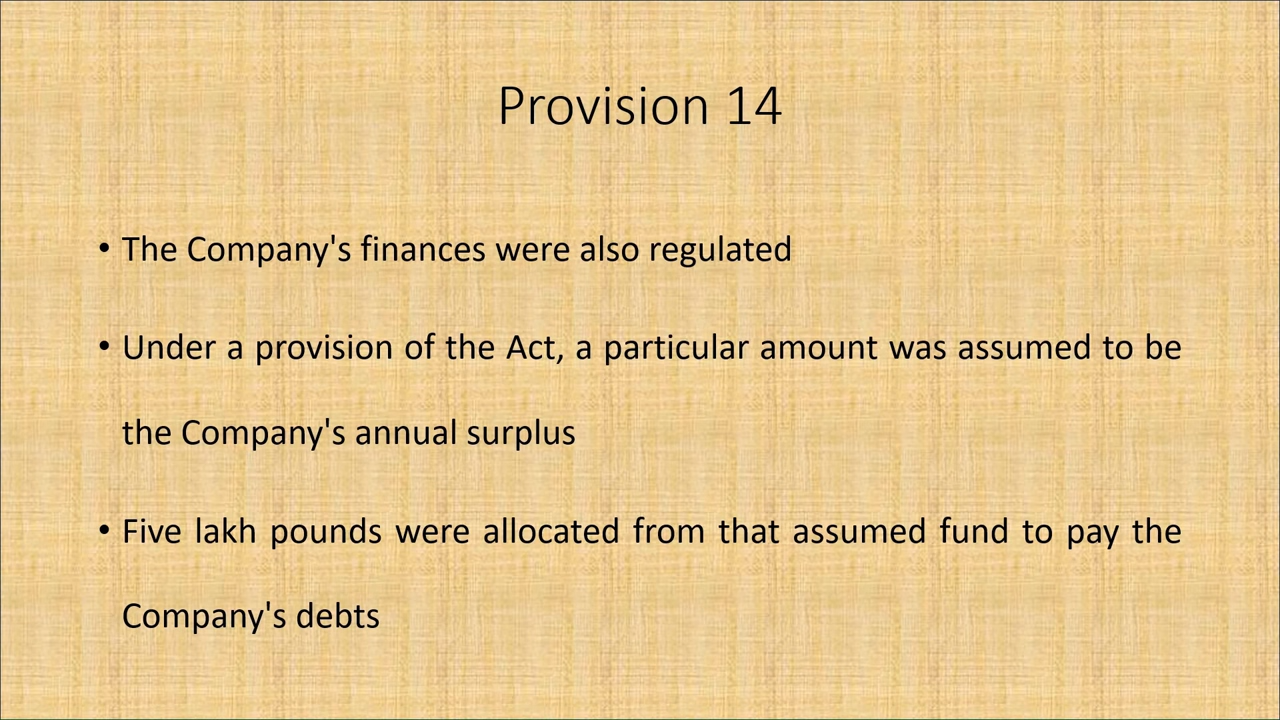 Provision 14
• The Company's finances were also regulated
• Under a provision of the Act, a particular amount was assumed to be
the Company's annual surplus
• Five lakh pounds were allocated from that assumed fund to pay the
Company's debts